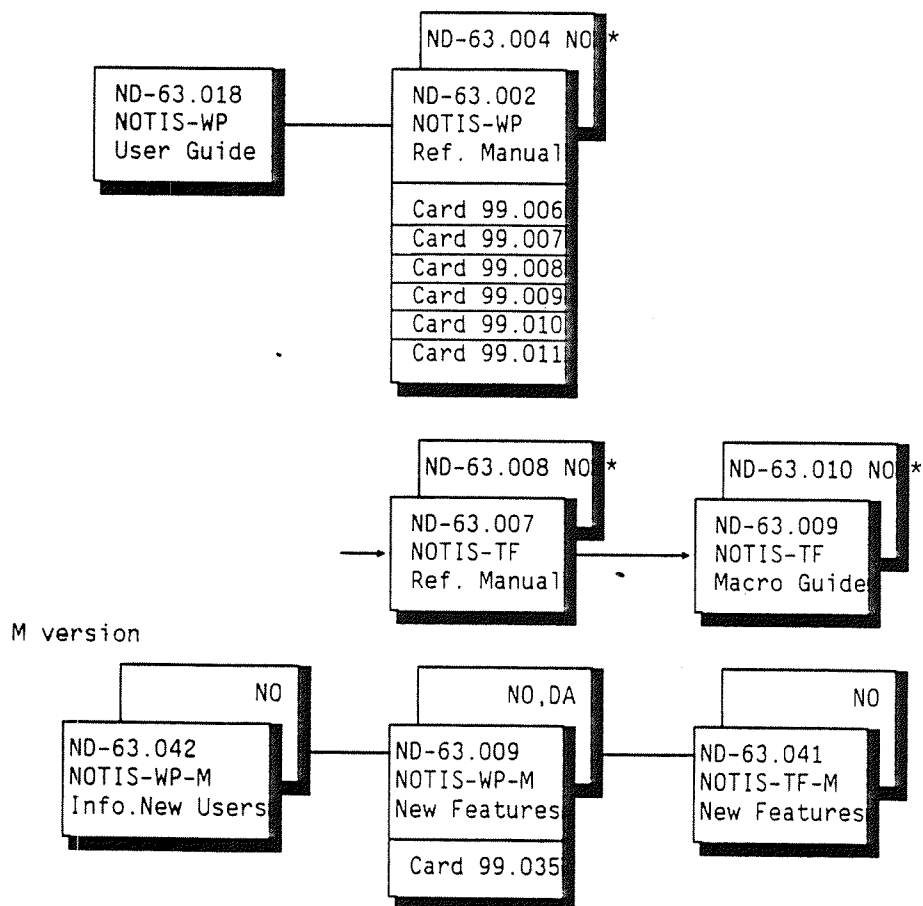 ND-63.004 NO *
ND-63.018
NOTIS-WP
User Guide
ND-63.002
NOTIS-WP
Ref. Manual
Card 99.006
Card 99.007
Card 99.008
Card 99.009
Card 99.010
Card 99.011
ND-63.008 NO *
ND-63.007
NOTIS-TF
Ref. Manual
ND-63.010 NO *
ND-63.009
NOTIS-TF
Macro Guide
M version
NO
ND-63.042
NOTIS-WP-M
Info.New Users
NO,DA
ND-63.009
NOTIS-WP-M
New Features
Card 99.035
NO
ND-63.041
NOTIS-TF-M
New Features